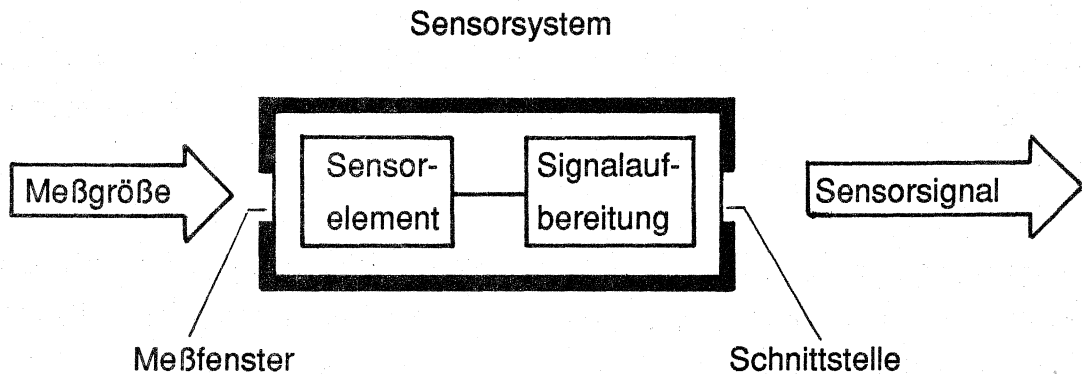 Sensorsystem
Meßgröße
Sensor-
element
Signalauf-
bereitung
Sensorsignal
Meßfenster
Schnittstelle